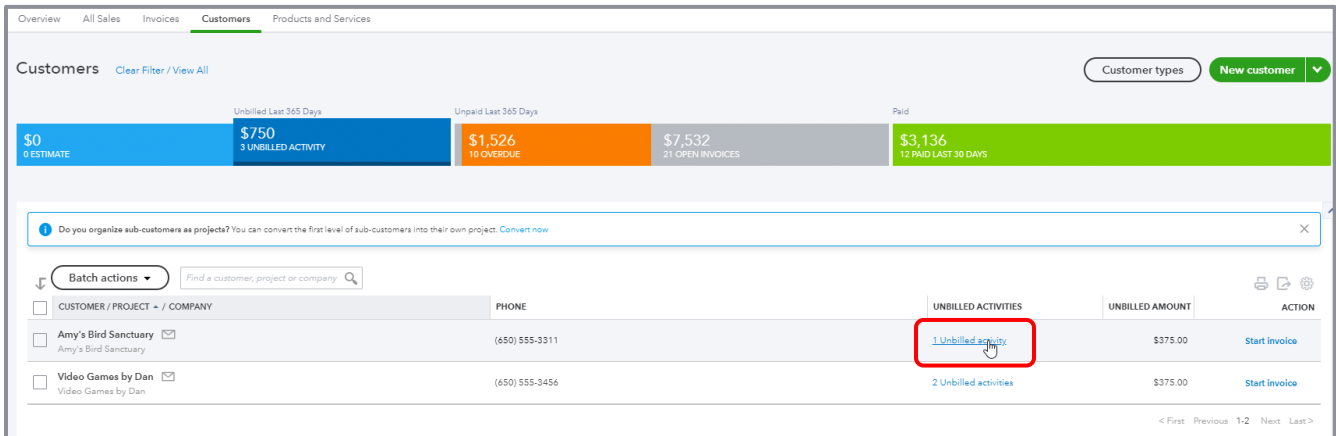 Overview All Sales Invoices Customers Products and Services
Customers Clear Filter / View All Customer types New customer
Unbilled Last 365 Days Unpaid Last 365 Days Paid
$0 $750 $1,526 $7,532 $3,136
0 ESTIMATE 3 UNBILLED ACTIVITY 10 OVERDUE 21 OPEN INVOICES 12 PAID LAST 30 DAYS
Do you organize sub-customers as projects? You can convert the first level of sub-customers into their own project. Convert now
Batch actions Find a customer, project or company
CUSTOMER / PROJECT / COMPANY PHONE UNBILLED ACTIVITIES UNBILLED AMOUNT ACTION
Amy's Bird Sanctuary (650) 555-3311 1 Unbilled activity $375.00 Start invoice
Amy's Bird Sanctuary
Video Games by Dan (650) 555-3456 2 Unbilled activities $375.00 Start invoice
Video Games by Dan
< First Previous 1-2 Next Last >